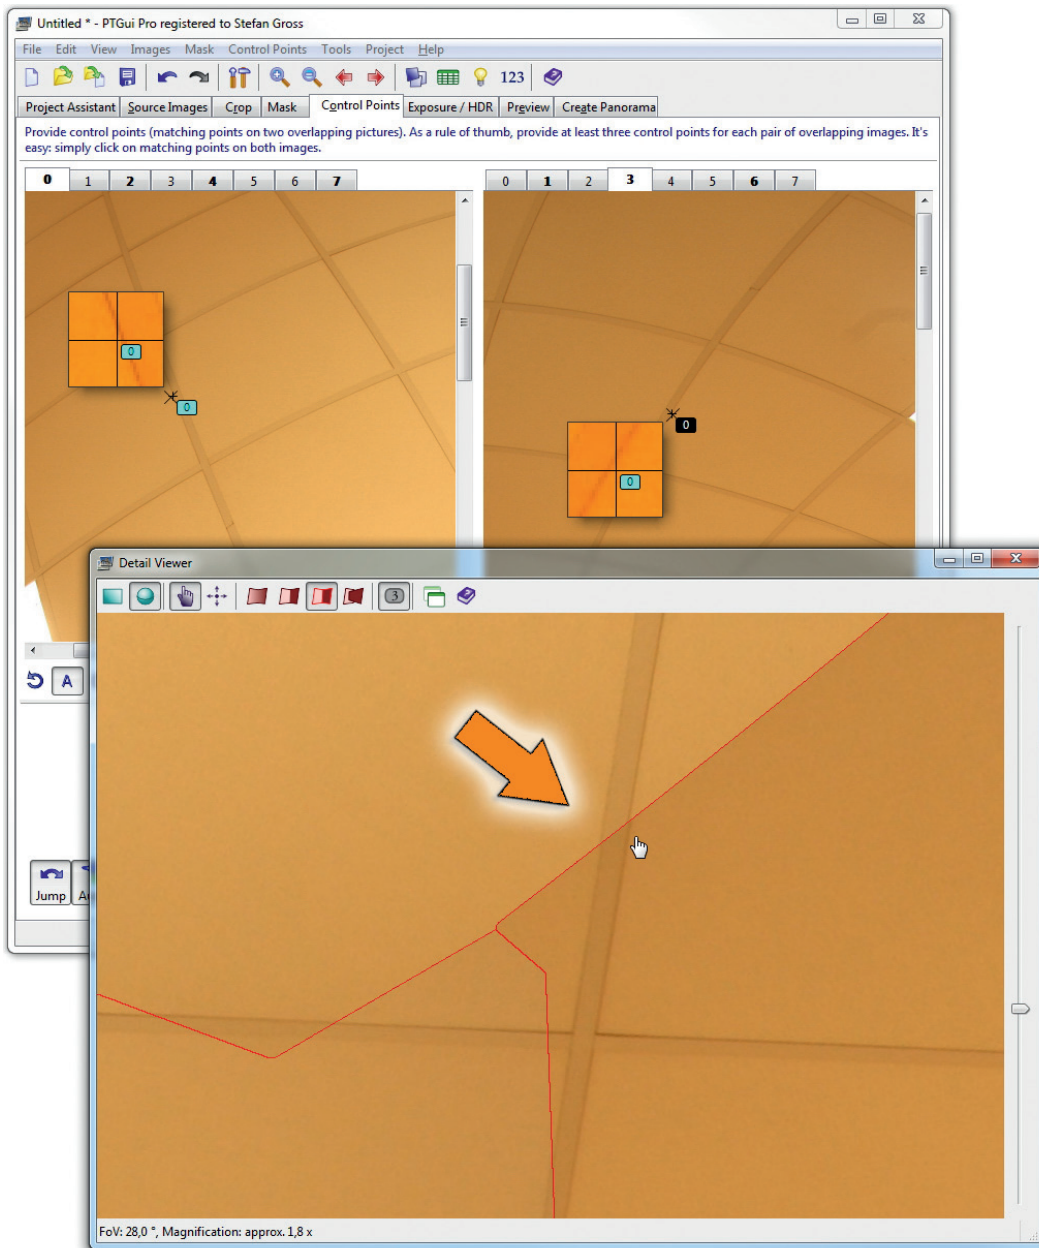 Untitled * - PTGui Pro registered to Stefan Gross
File Edit View Images Mask Control Points Tools Project Help
123
Project Assistant Source Images Crop Mask Control Points Exposure / HDR Preview Create Panorama
Provide control points (matching points on two overlapping pictures). As a rule of thumb, provide at least three control points for each pair of overlapping images. It's
easy: simply click on matching points on both images.
0 1 2 3 4 5 6 7
0 1 2 3 4 5 6 7
0
0
0
0
Detail Viewer
3
A
Jump
FoV: 28,0 °, Magnification: approx. 1,8 x